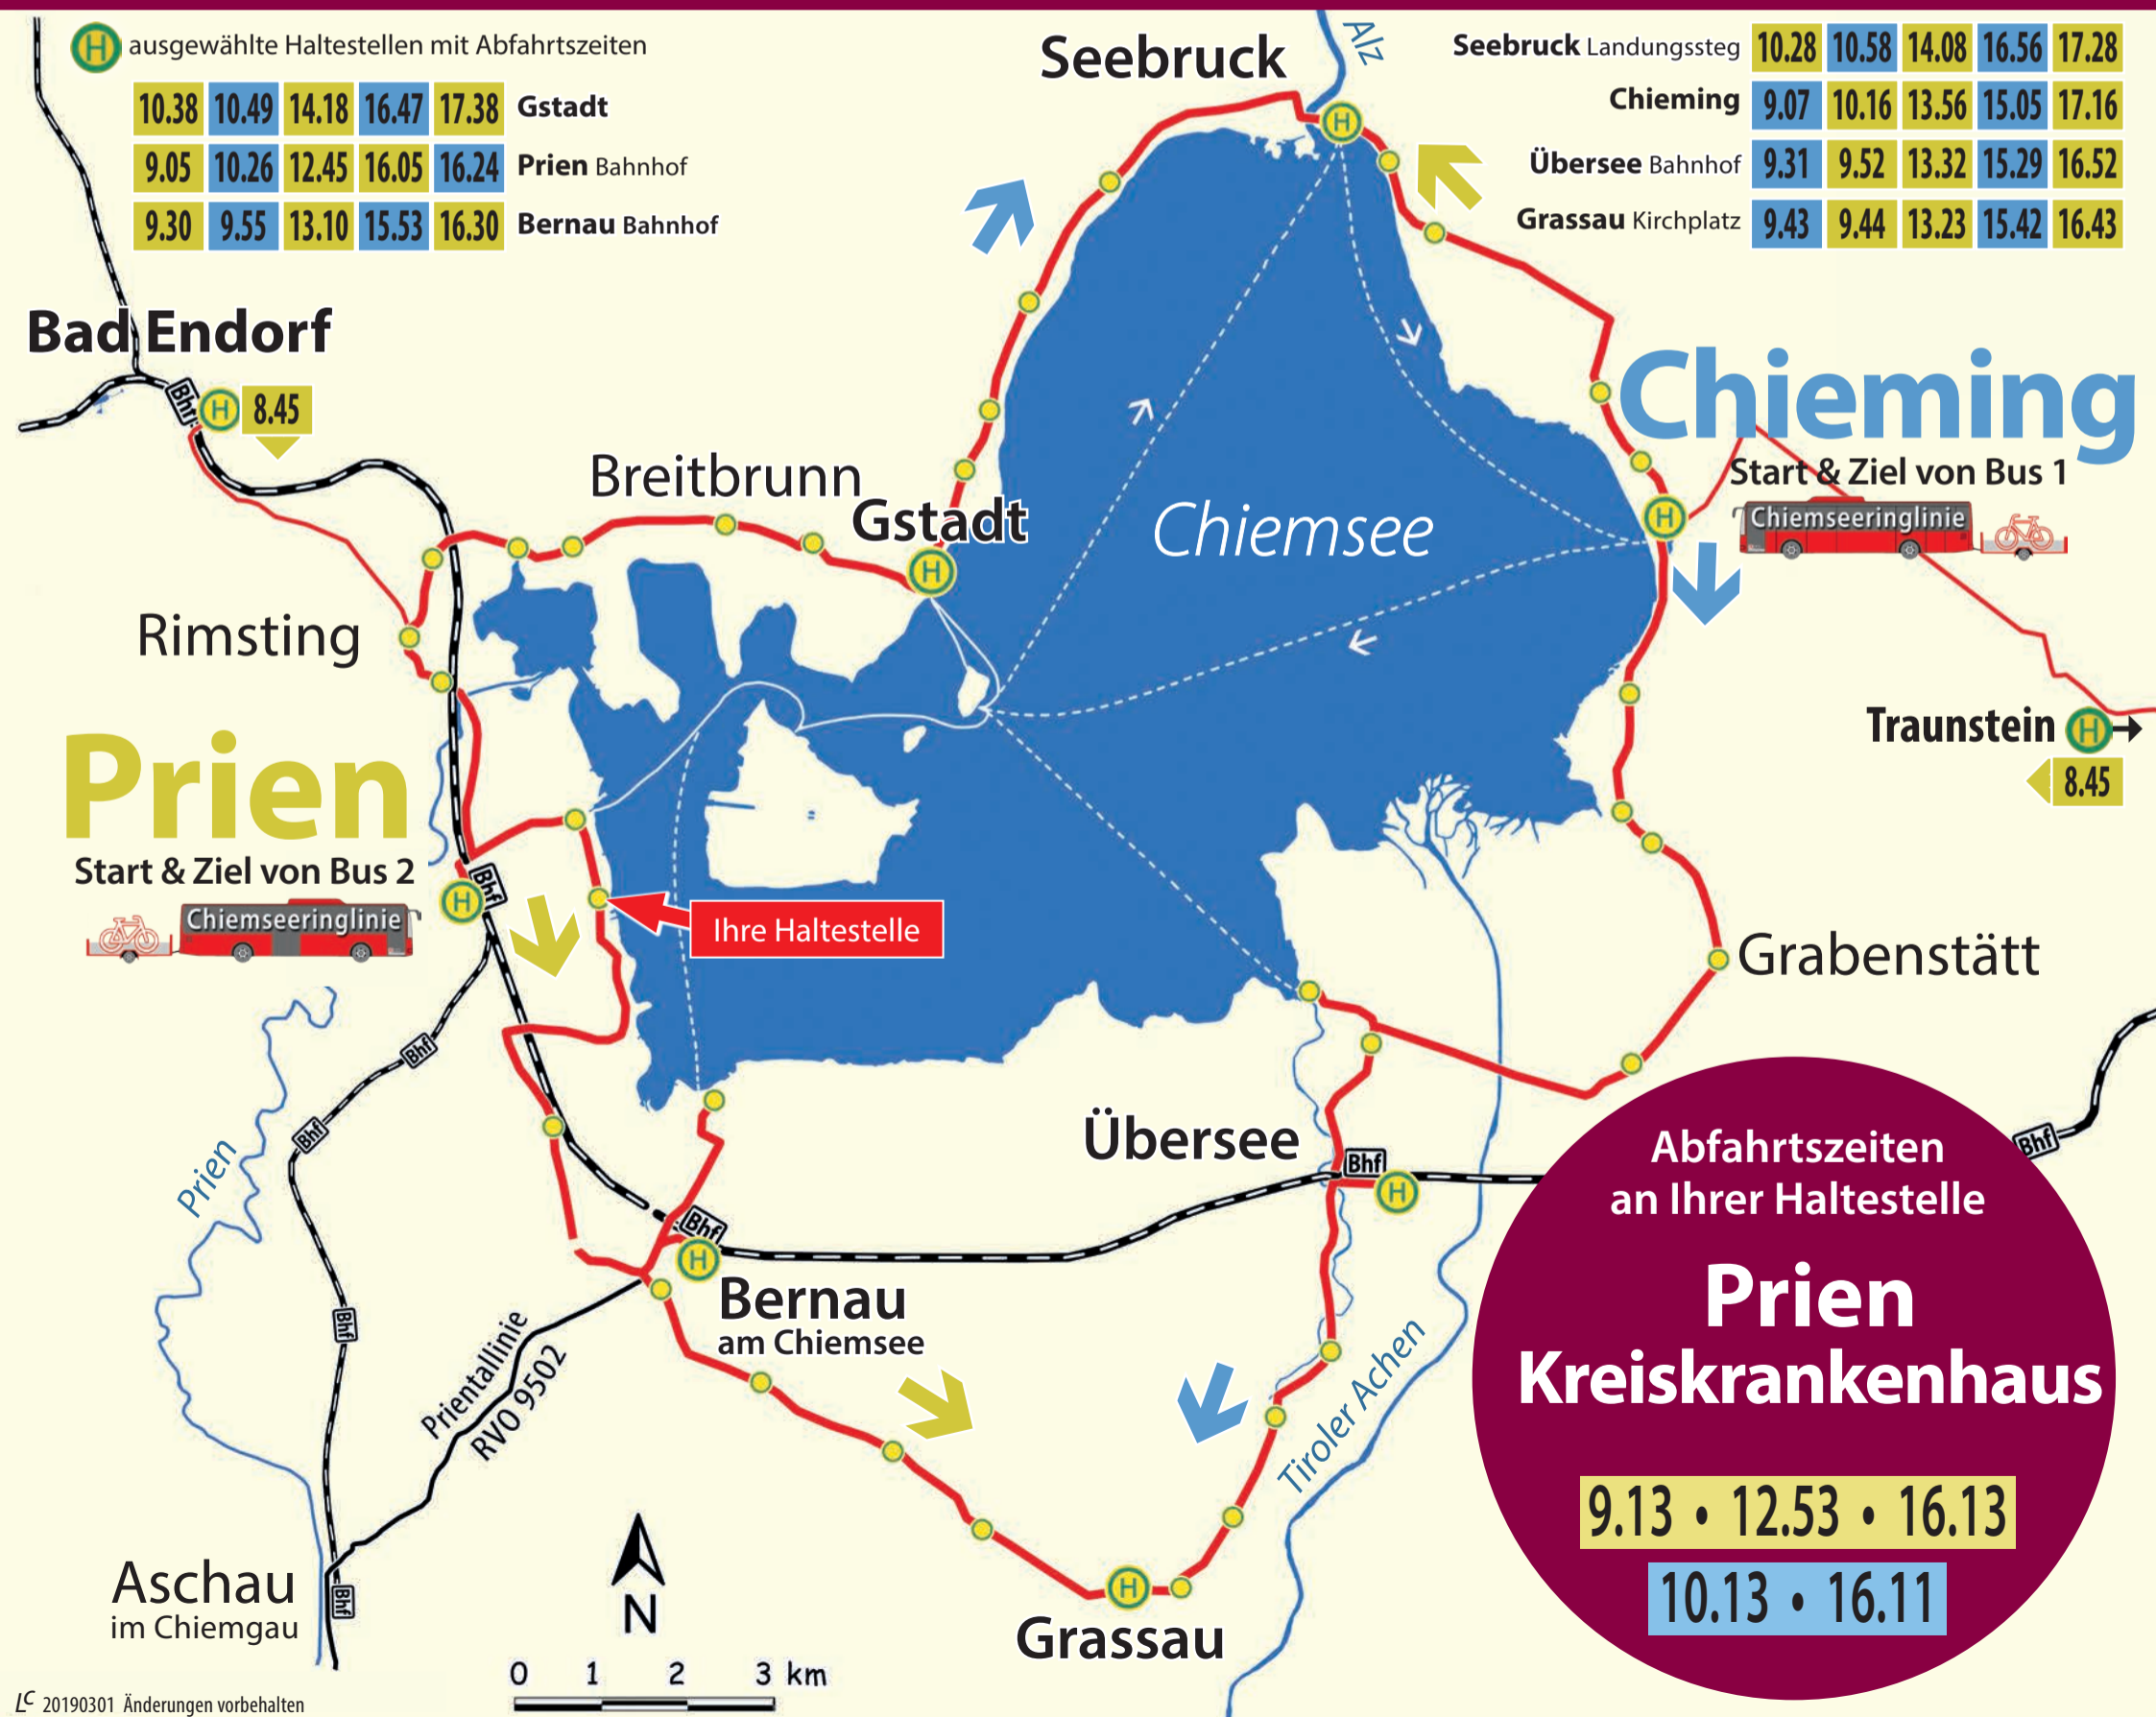 H ausgewählte Haltestellen mit Abfahrtszeiten
10.38 10.49 14.18 16.47 17.38 Gstadt
9.05 10.26 12.45 16.05 16.24 Prien Bahnhof
9.30 9.55 13.10 15.53 16.30 Bernau Bahnhof
Seebruck
Alz
Seebruck Landungssteg 10.28 10.58 14.08 16.56 17.28
Chieming 9.07 10.16 13.56 15.05 17.16
Übersee Bahnhof 9.31 9.52 13.32 15.29 16.52
Grassau Kirchplatz 9.43 9.44 13.23 15.42 16.43
H
Bad Endorf
Bhf H 8.45
Chieming
Start & Ziel von Bus 1
Chiemseeringlinie
H
Breitbrunn
Gstadt
H
Chiemsee
Rimsting
Traunstein H
8.45
Prien
Start & Ziel von Bus 2
Chiemseeringlinie
H
Bhf
Ihre Haltestelle
Grabenstätt
Bhf
Bhf
Prien
Übersee
Bhf
H
Bhf
Bhf
H
Bernau
am Chiemsee
Bhf
Prientallinie
RVO 9502
Tiroler Achen
Abfahrtszeiten
an Ihrer Haltestelle
Prien
Kreiskrankenhaus
9.13 • 12.53 • 16.13
10.13 • 16.11
Aschau
im Chiemgau
Bhf
N
H
Grassau
0 1 2 3 km
LC 20190301 Änderungen vorbehalten